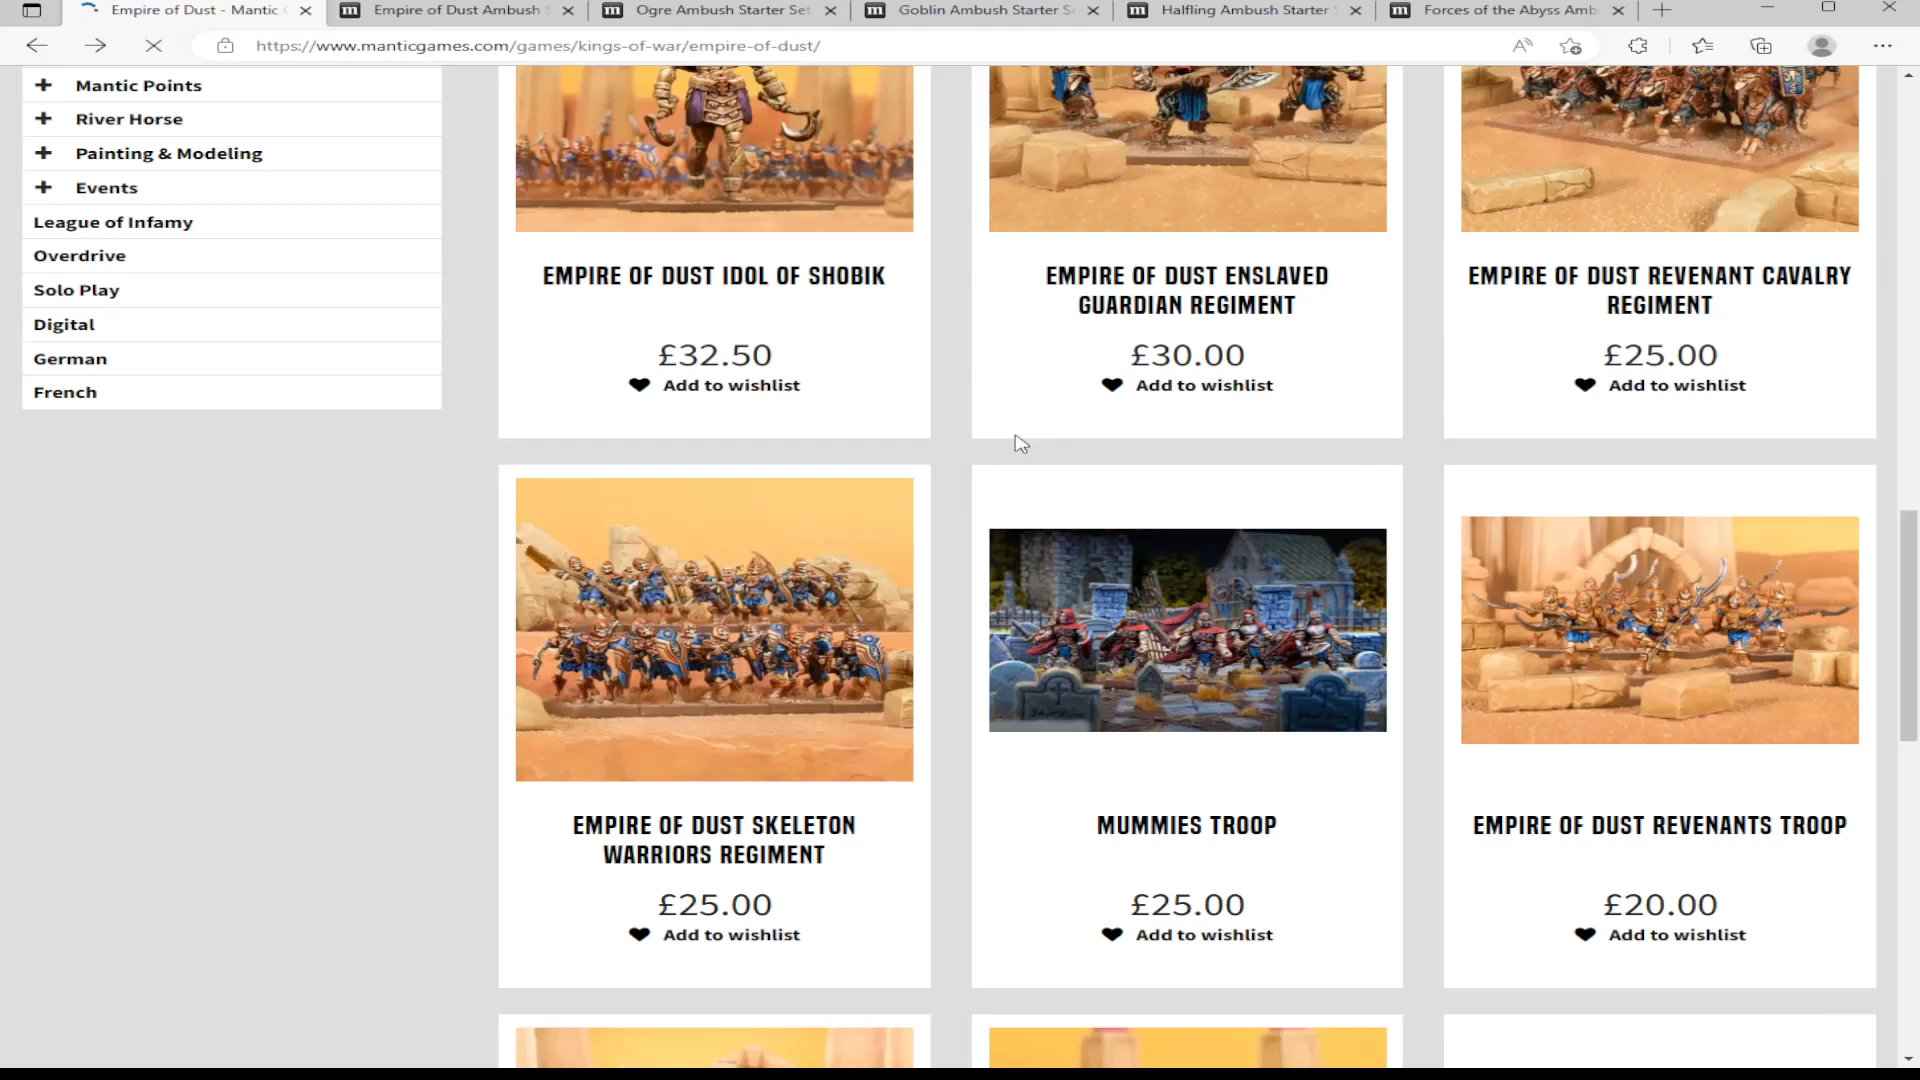 Empire of Dust - Mantic
Empire of Dust Ambush
Ogre Ambush Starter Set
Goblin Ambush Starter
Halfling Ambush Starter
Forces of the Abyss Amb
https://www.manticgames.com/games/kings-of-war/empire-of-dust/
Mantic Points
River Horse
Painting & Modeling
Events
League of Infamy
Overdrive
Solo Play
Digital
German
French
EMPIRE OF DUST IDOL OF SHOBIK
£32.50
Add to wishlist
EMPIRE OF DUST ENSLAVED
GUARDIAN REGIMENT
£30.00
Add to wishlist
EMPIRE OF DUST REVENANT CAVALRY
REGIMENT
£25.00
Add to wishlist
EMPIRE OF DUST SKELETON
WARRIORS REGIMENT
£25.00
Add to wishlist
MUMMIES TROOP
£25.00
Add to wishlist
EMPIRE OF DUST REVENANTS TROOP
£20.00
Add to wishlist